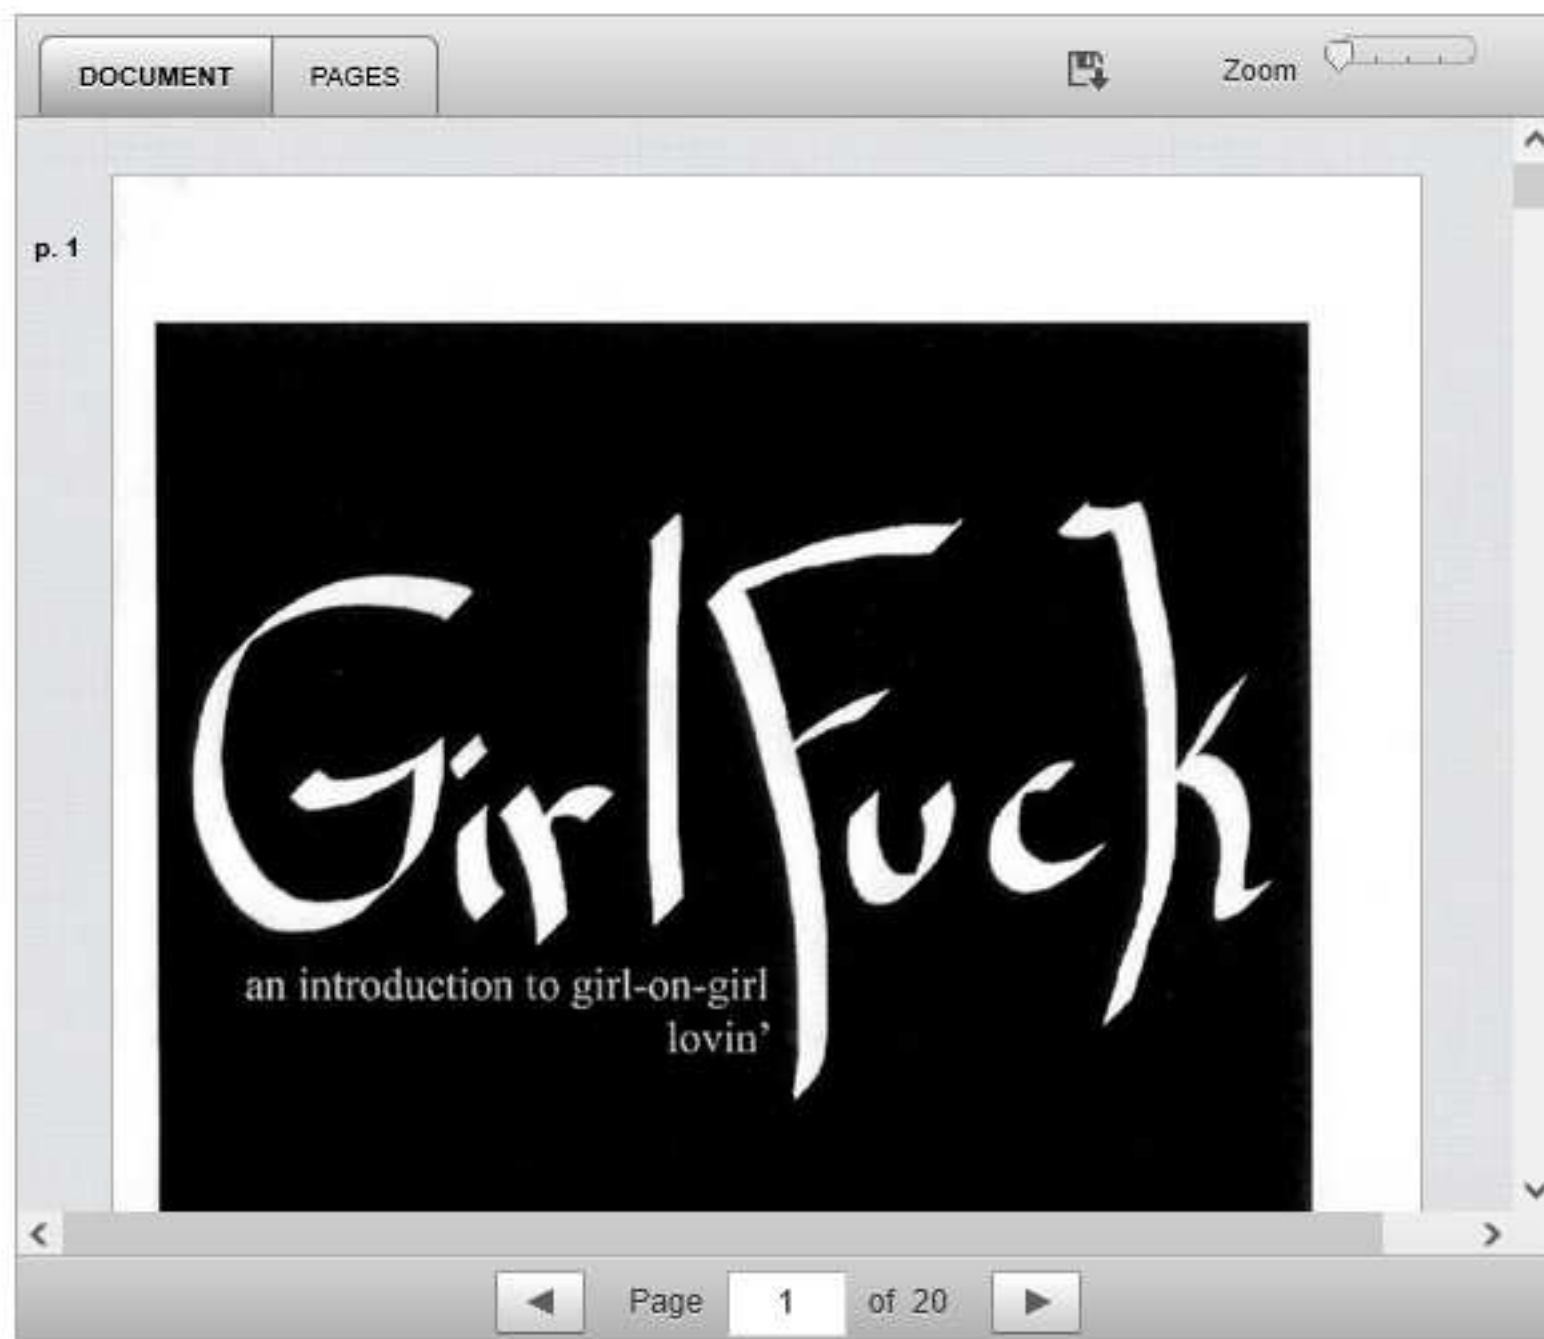 DOCUMENT PAGES Zoom
p. 1
GirlFuck
an introduction to girl-on-girl
lovin’
Page 1 of 20